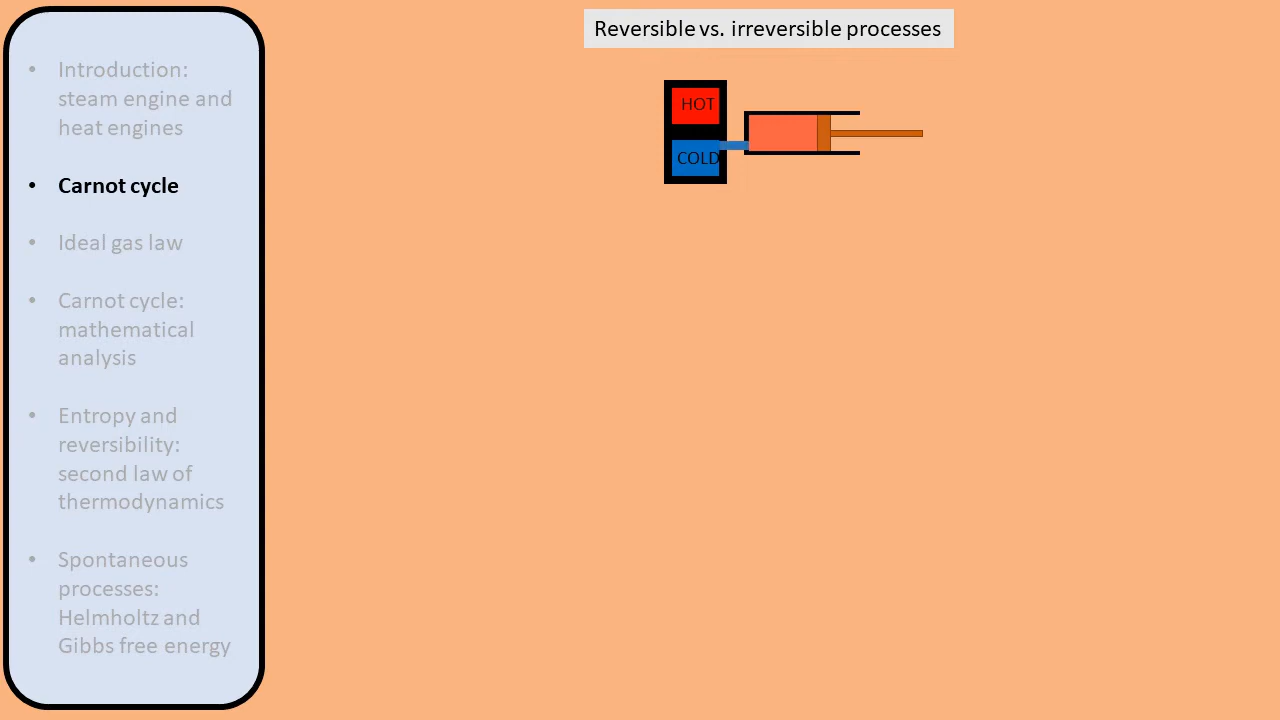 Reversible vs. irreversible processes
HOT
COLD
• Introduction:
steam engine and
heat engines
• Carnot cycle
• Ideal gas law
• Carnot cycle:
mathematical
analysis
• Entropy and
reversibility:
second law of
thermodynamics
• Spontaneous
processes:
Helmholtz and
Gibbs free energy